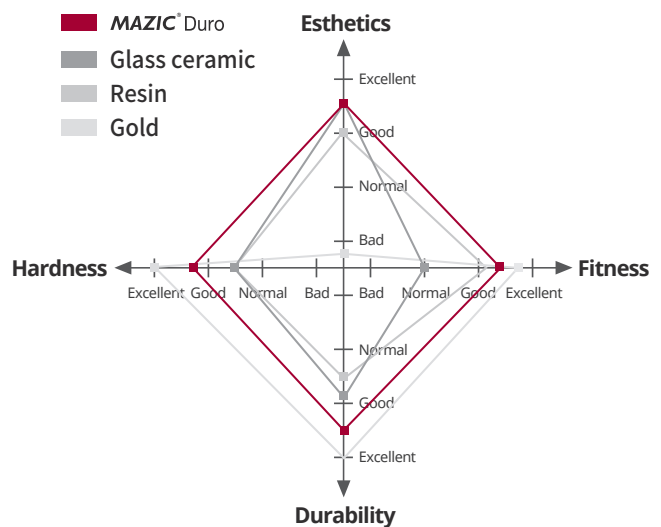 MAZIC® Duro
Glass ceramic
Resin
Gold
Esthetics
Excellent
Good
Normal
Bad
Hardness
Fitness
Excellent Good Normal Bad Bad Normal Good Excellent
Normal
Good
Excellent
Durability